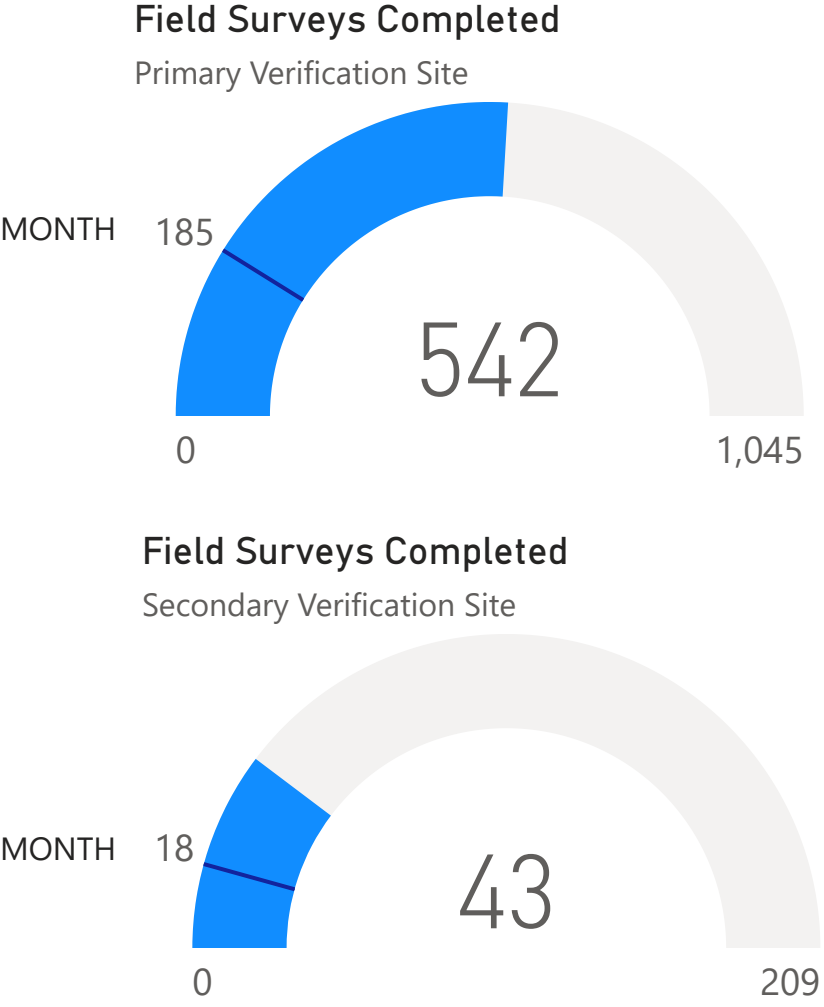 Field Surveys Completed
Primary Verification Site
MONTH 185
542
0 1,045
Field Surveys Completed
Secondary Verification Site
MONTH 18
43
0 209